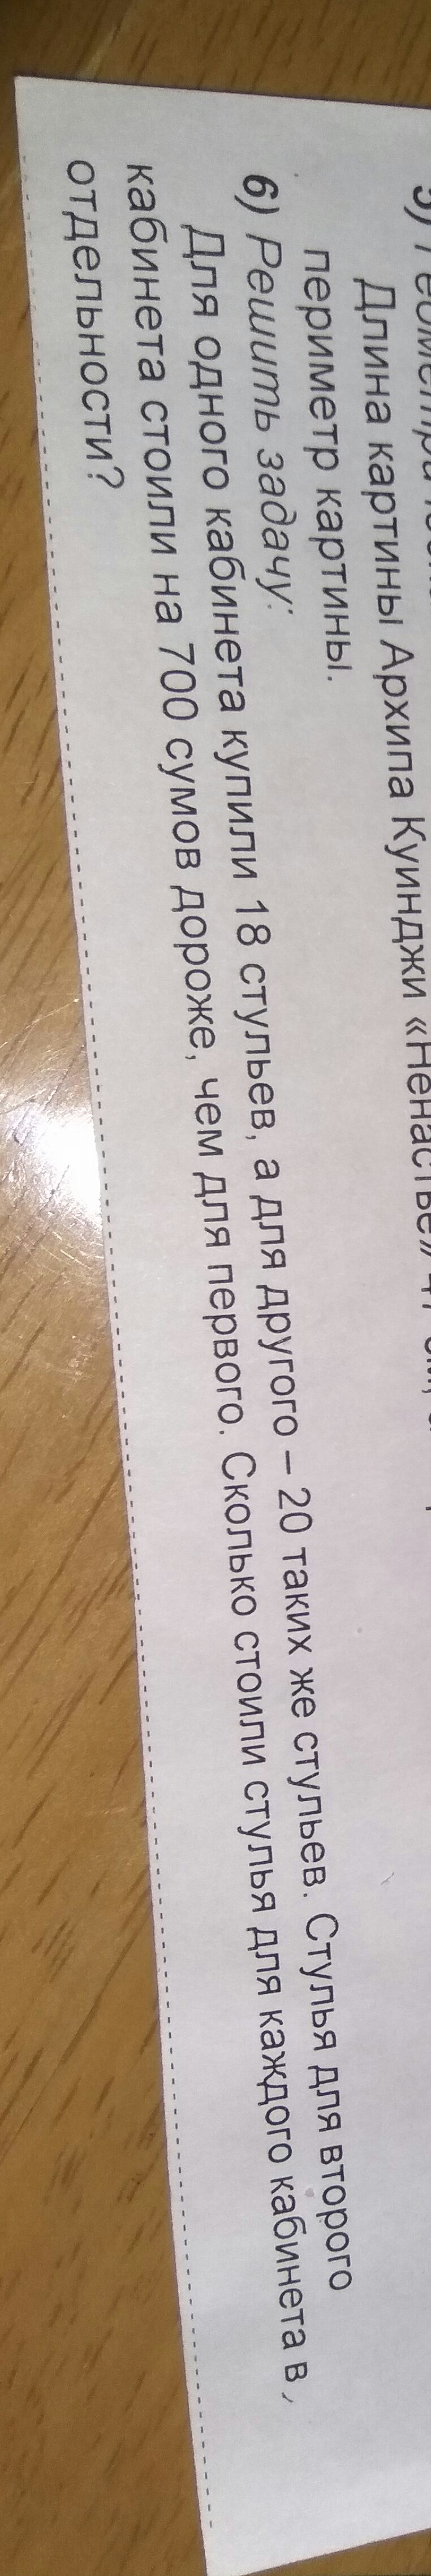 Длина картины Архипа Куинджи «Ненастье» 47
периметр картины.
6) Решить задачу:
Для одного кабинета купили 18 стульев, а для другого – 20 таких же стульев. Стулья для второго
кабинета стоили на 700 сумов дороже, чем для первого. Сколько стоили стулья для каждого кабинета в
отдельности?